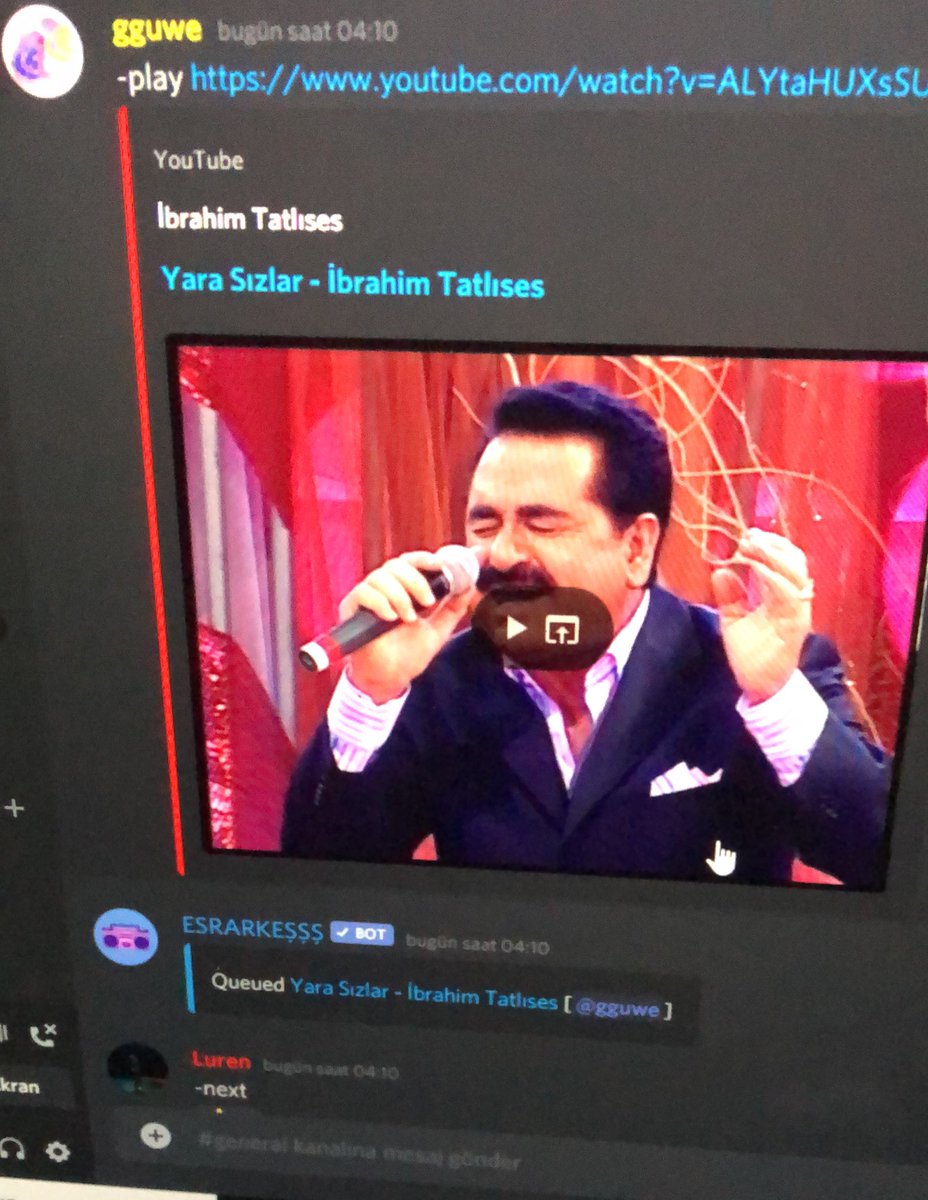 gguwe bugün saat 04:10
-play https://www.youtube.com/watch?v=ALYtaHUXsSU
YouTube
İbrahim Tatlıses
Yara Sızlar - İbrahim Tatlıses
ESRARKEŞŞŞ BOT bugün saat 04:10
Queued Yara Sızlar - İbrahim Tatlıses [ @gguwe ]
Luren bugün saat 04:10
-next
kran
#general kanalına mesaj gönder